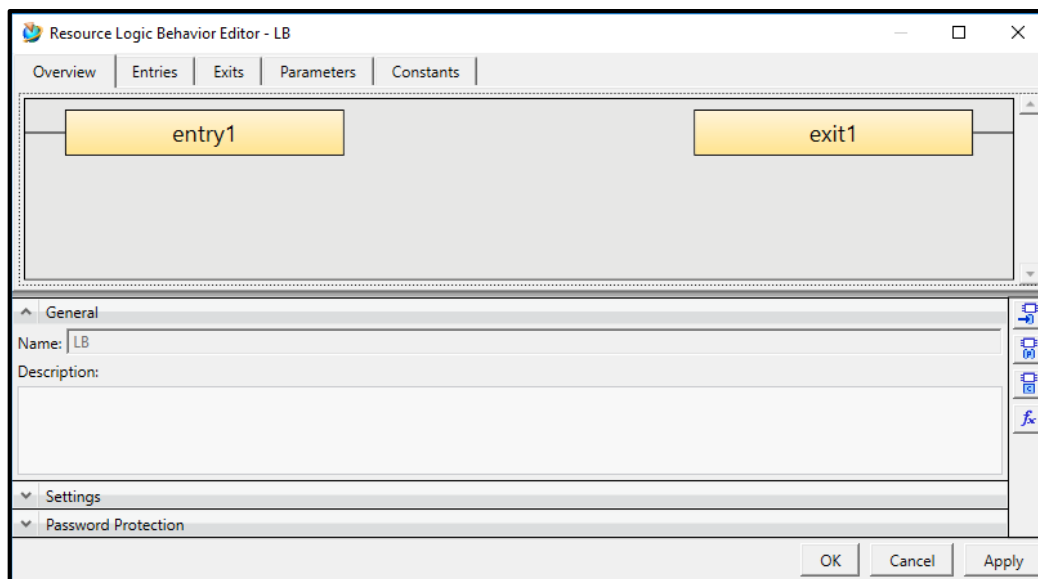 Resource Logic Behavior Editor - LB
Overview Entries Exits Parameters Constants
entry1 exit1
General
Name: LB
Description:
Settings
Password Protection
OK Cancel Apply